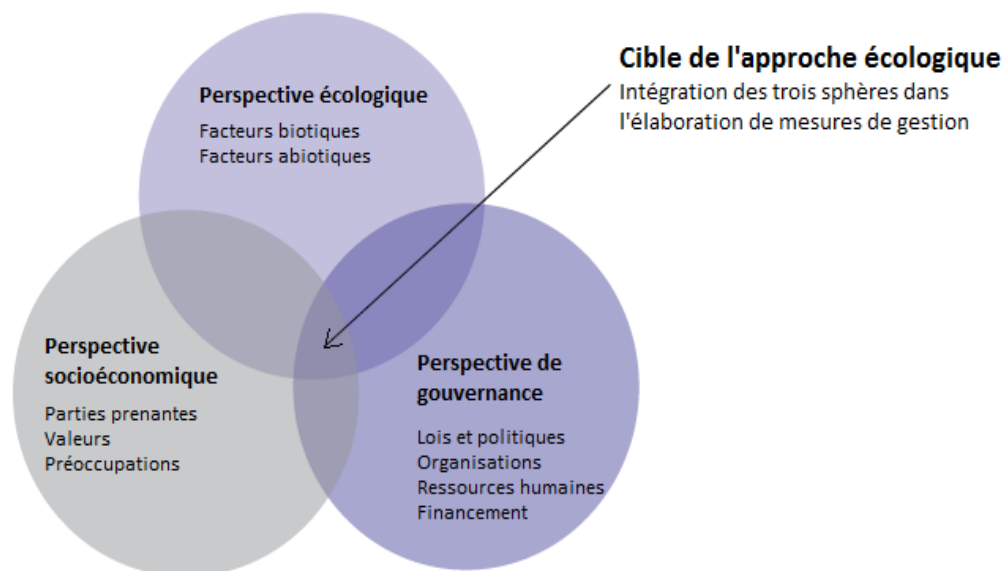 Cible de l'approche écologique
Intégration des trois sphères dans
l'élaboration de mesures de gestion
Perspective écologique
Facteurs biotiques
Facteurs abiotiques
Perspective
socioéconomique
Parties prenantes
Valeurs
Préoccupations
Perspective de
gouvernance
Lois et politiques
Organisations
Ressources humaines
Financement